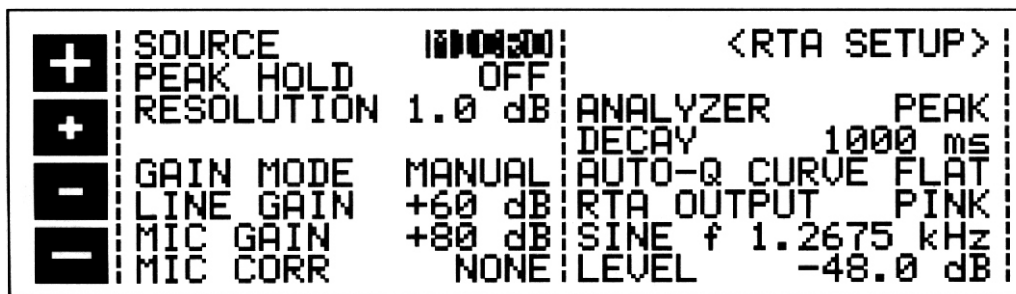 SOURCE
PEAK HOLD OFF
RESOLUTION 1.0 dB
GAIN MODE MANUAL
LINE GAIN +60 dB
MIC GAIN +80 dB
MIC CORR NONE
<RTA SETUP>
ANALYZER PEAK
DECAY 1000 ms
AUTO-Q CURVE FLAT
RTA OUTPUT PINK
SINE f 1.2675 kHz
LEVEL -48.0 dB